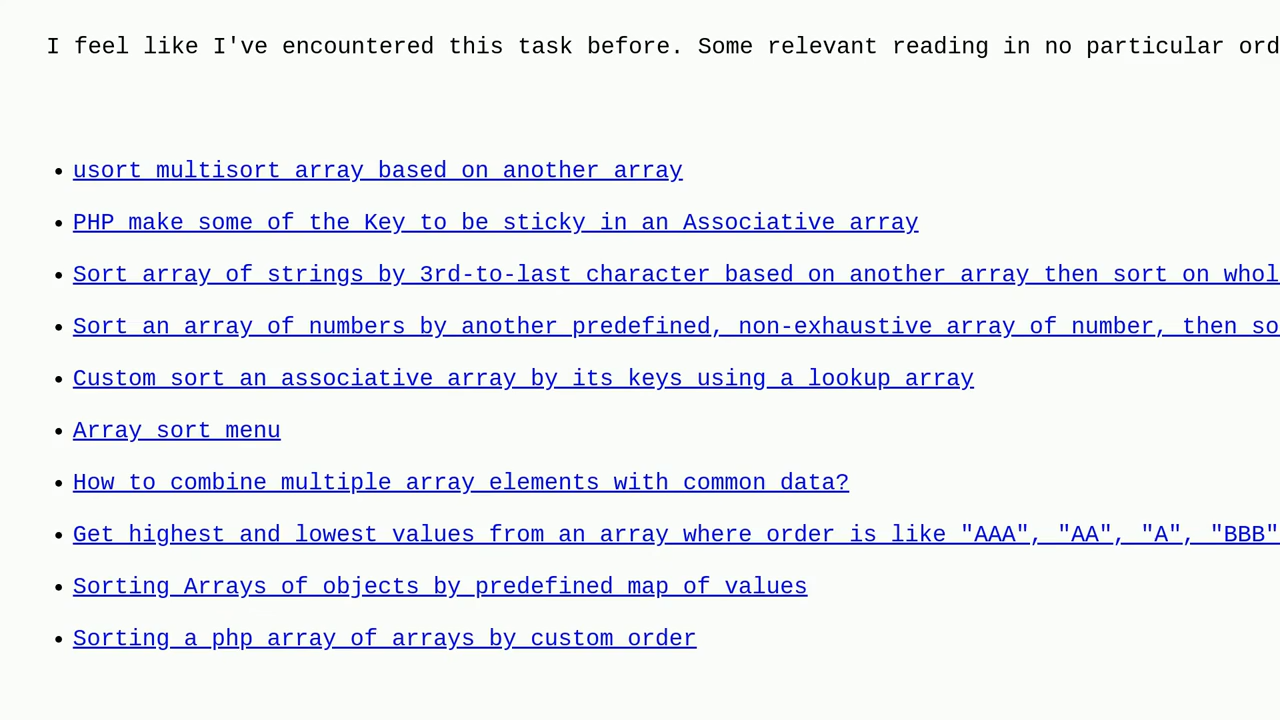 I feel like I've encountered this task before. Some relevant reading in no particular ord
• usort multisort array based on another array
• PHP make some of the Key to be sticky in an Associative array
• Sort array of strings by 3rd-to-last character based on another array then sort on whol
• Sort an array of numbers by another predefined, non-exhaustive array of number, then so
• Custom sort an associative array by its keys using a lookup array
• Array sort menu
• How to combine multiple array elements with common data?
• Get highest and lowest values from an array where order is like "AAA", "AA", "A", "BBB"
• Sorting Arrays of objects by predefined map of values
• Sorting a php array of arrays by custom order